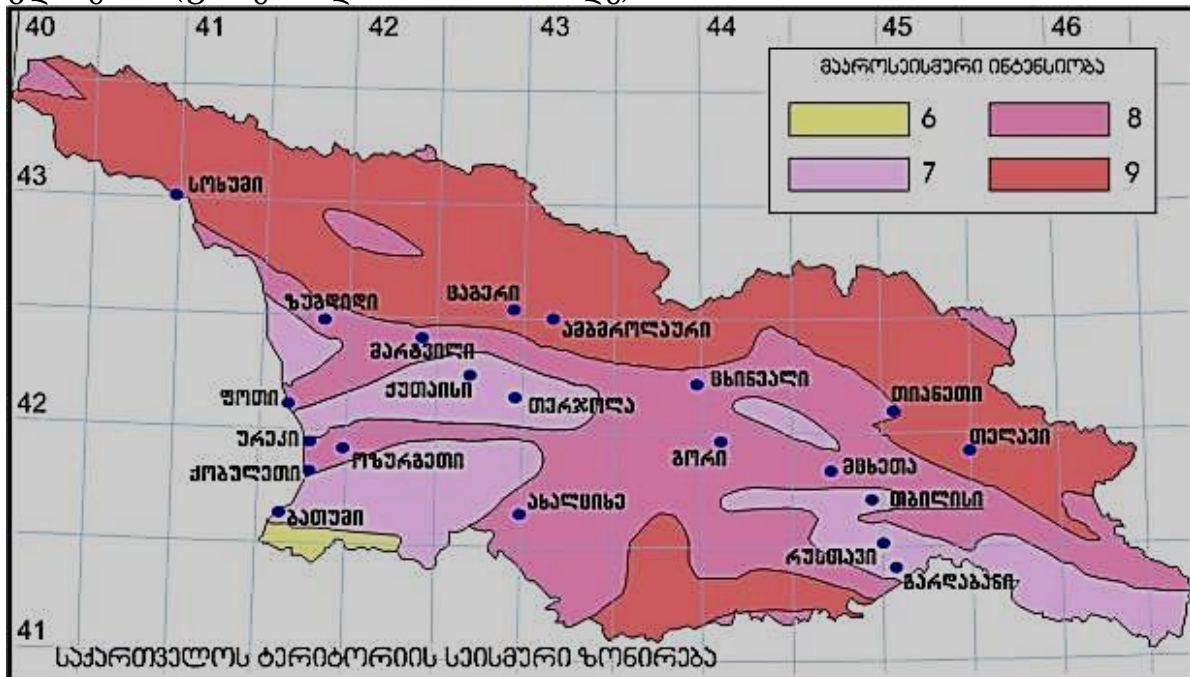 40 41 42 43 44 45 46
მაკროსეისმური ინტენსიობა
6 8
7 9
43
სოხუმი
ზუგდიდი
ცაგერი
ამბმროლაური
მარტვილი
ცხინვალი
ქუთაისი
თერჯოლა
ფოთი
42
თიანეთი
ურეკი
თელავი
ოზურგეთი
გორი
მცხეთა
ქობულეთი
ახალციხე
თბილისი
ბათუმი
რუსთავი
გარდაბანი
41
საქართველოს ტერიტორიის სეისმური ზონირება